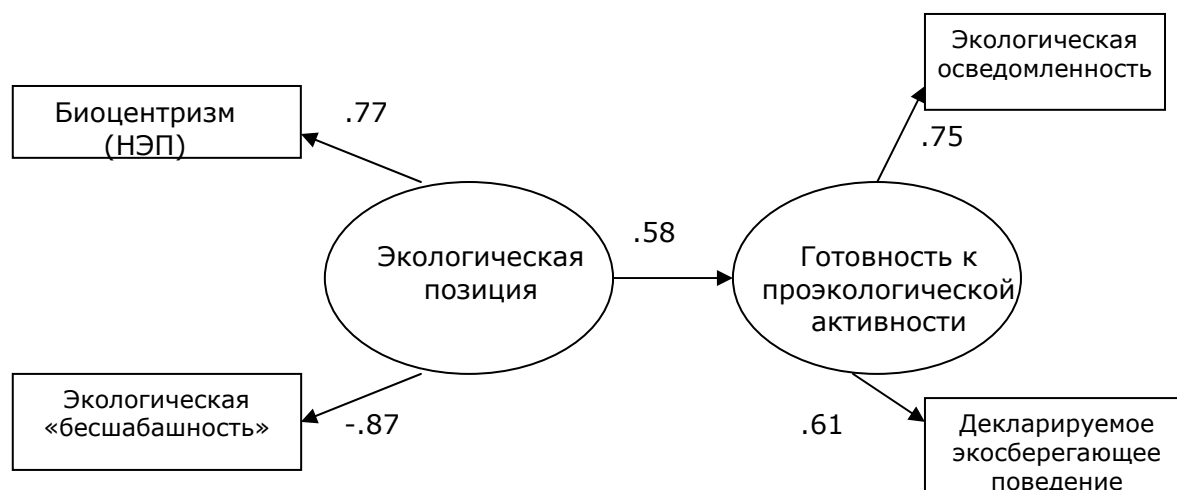 Экологическая
осведомленность
Биоцентризм
(НЭП)
.77
.75
.58
Экологическая
позиция
Готовность к
проэкологической
активности
Экологическая
«бесшабашность»
-.87
.61
Декларируемое
экосберегающее
поведение